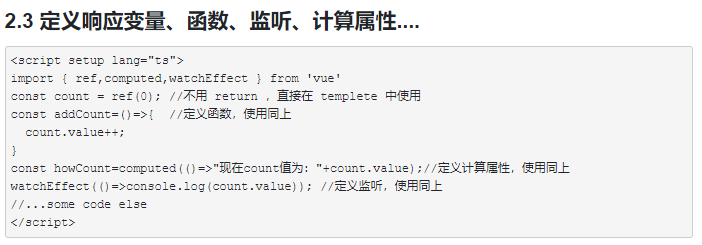 2.3 定义响应变量、函数、监听、计算属性....
<script setup lang="ts">
import { ref,computed,watchEffect } from 'vue'
const count = ref(0); //不用 return ，直接在 templete 中使用
const addCount=()=>{  //定义函数，使用同上
  count.value++;
}
const howCount=computed(()=>"现在count值为："+count.value);//定义计算属性，使用同上
watchEffect(()=>console.log(count.value)); //定义监听，使用同上
//...some code else
</script>